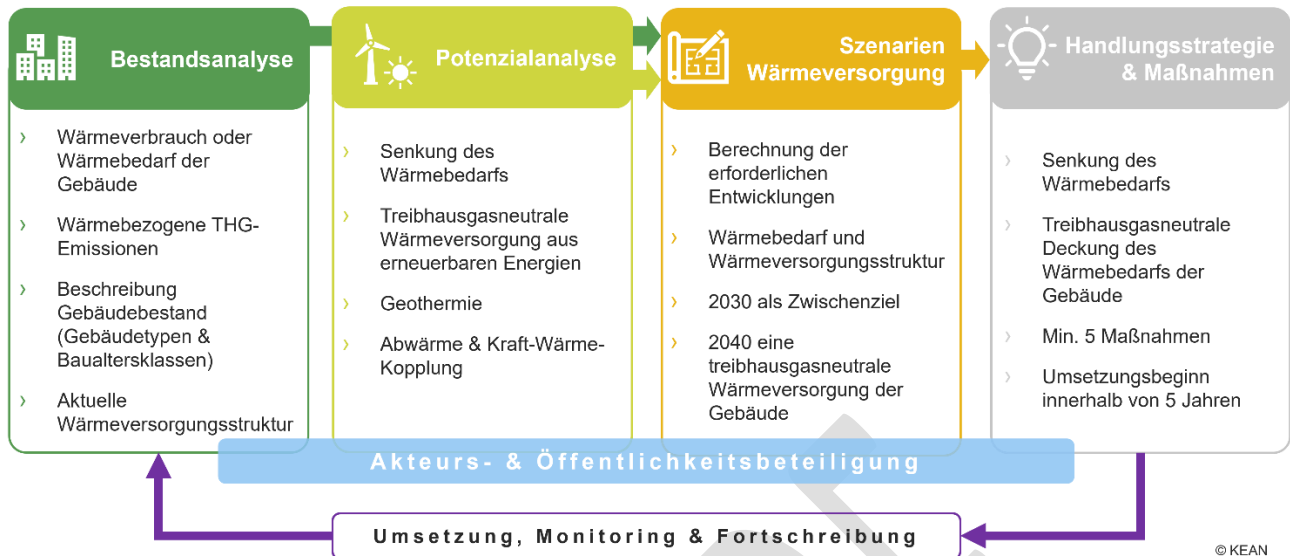 Bestandsanalyse
Wärmeverbrauch oder
Wärmebedarf der
Gebäude
Wärmebezogene THG-
Emissionen
Beschreibung
Gebäudebestand
(Gebäudetypen &
Baualtersklassen)
Aktuelle
Wärmeversorgungsstruktur
Potenzialanalyse
Senkung des
Wärmebedarfs
Treibhausgasneutrale
Wärmeversorgung aus
erneuerbaren Energien
Geothermie
Abwärme & Kraft-Wärme-
Kopplung
Szenarien
Wärmeversorgung
Berechnung der
erforderlichen
Entwicklungen
Wärmebedarf und
Wärmeversorgungsstruktur
2030 als Zwischenziel
2040 eine
treibhausgasneutrale
Wärmeversorgung der
Gebäude
Handlungsstrategie
& Maßnahmen
Senkung des
Wärmebedarfs
Treibhausgasneutrale
Deckung des
Wärmebedarfs der
Gebäude
Min. 5 Maßnahmen
Umsetzungsbeginn
innerhalb von 5 Jahren
Akteurs- & Öffentlichkeitsbeteiligung
Umsetzung, Monitoring & Fortschreibung
© KEAN